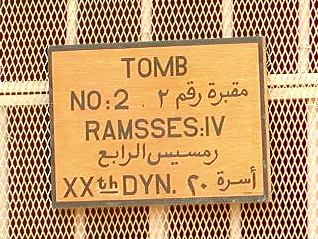 TOMB
NO:2 مقبرة رقم ٢
RAMSSES:IV
رمسيس الرابع
XXth DYN. أسرة ٢٠